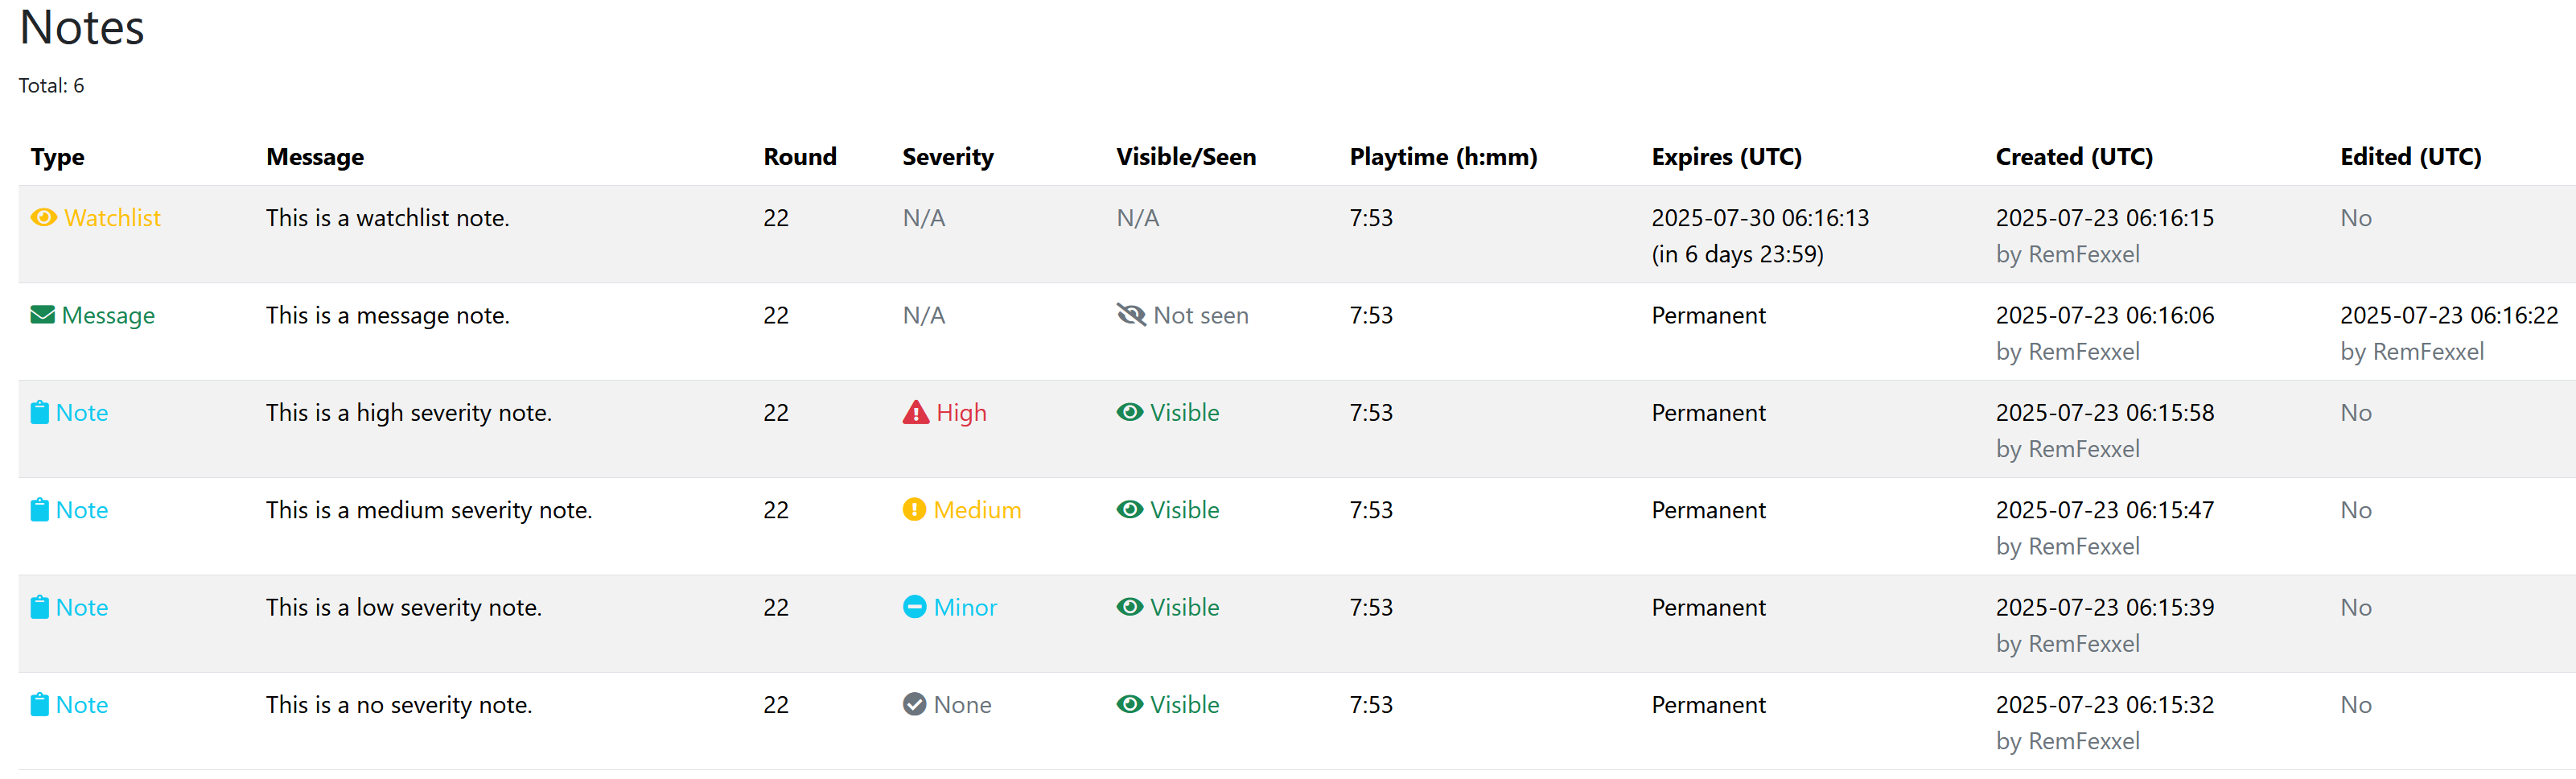 Notes
Total: 6
Type Message Round Severity Visible/Seen Playtime (h:mm) Expires (UTC) Created (UTC) Edited (UTC)
Watchlist This is a watchlist note. 22 N/A N/A 7:53 2025-07-30 06:16:13 2025-07-23 06:16:15 No
(in 6 days 23:59) by RemFexxel
Message This is a message note. 22 N/A Not seen 7:53 Permanent 2025-07-23 06:16:06 2025-07-23 06:16:22
by RemFexxel by RemFexxel
Note This is a high severity note. 22 High Visible 7:53 Permanent 2025-07-23 06:15:58 No
by RemFexxel
Note This is a medium severity note. 22 Medium Visible 7:53 Permanent 2025-07-23 06:15:47 No
by RemFexxel
Note This is a low severity note. 22 Minor Visible 7:53 Permanent 2025-07-23 06:15:39 No
by RemFexxel
Note This is a no severity note. 22 None Visible 7:53 Permanent 2025-07-23 06:15:32 No
by RemFexxel